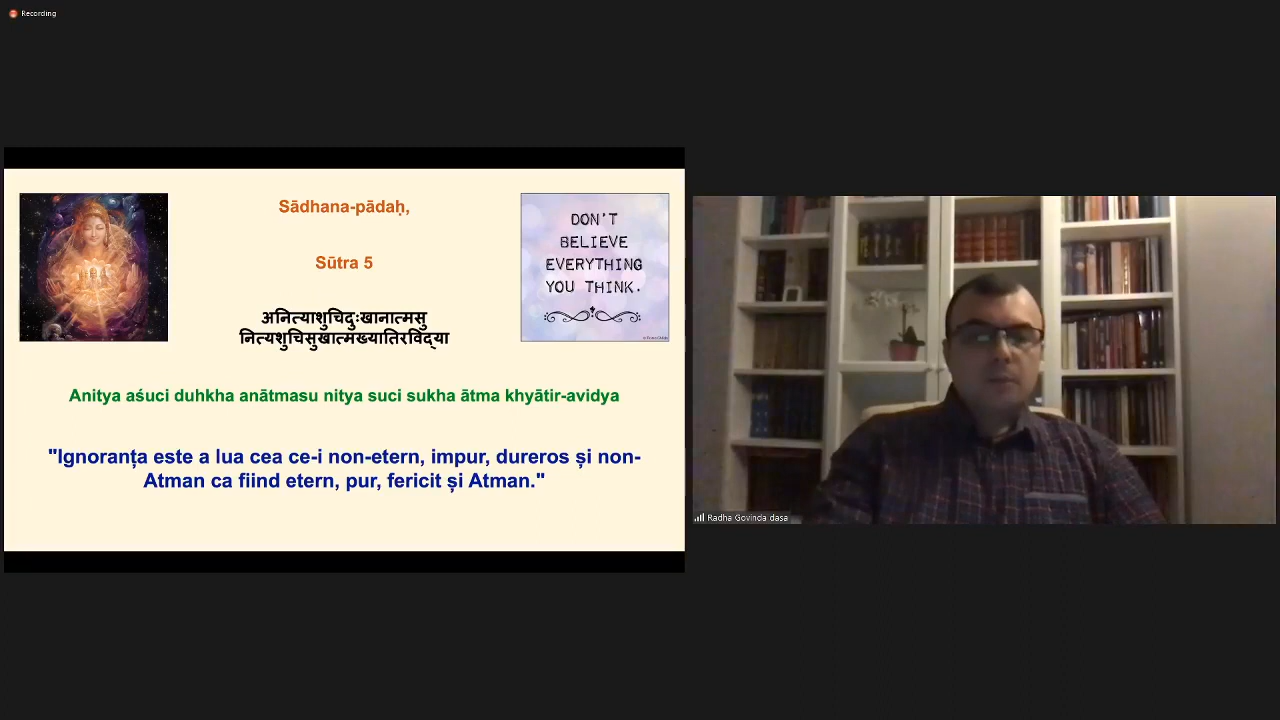 Recording
Sādhana-pādaḥ,
Sūtra 5
अनित्याशुचिदुःखानात्मसु
नित्यशुचिसुखात्मख्यातिरविद्या
Anitya aśuci duhkha anātmasu nitya suci sukha ātma khyātir-avidya
"Ignoranța este a lua cea ce-i non-etern, impur, dureros și non-
Atman ca fiind etern, pur, fericit și Atman."
DON'T
BELIEVE
EVERYTHING
YOU THINK.
Radha Govinda dasa